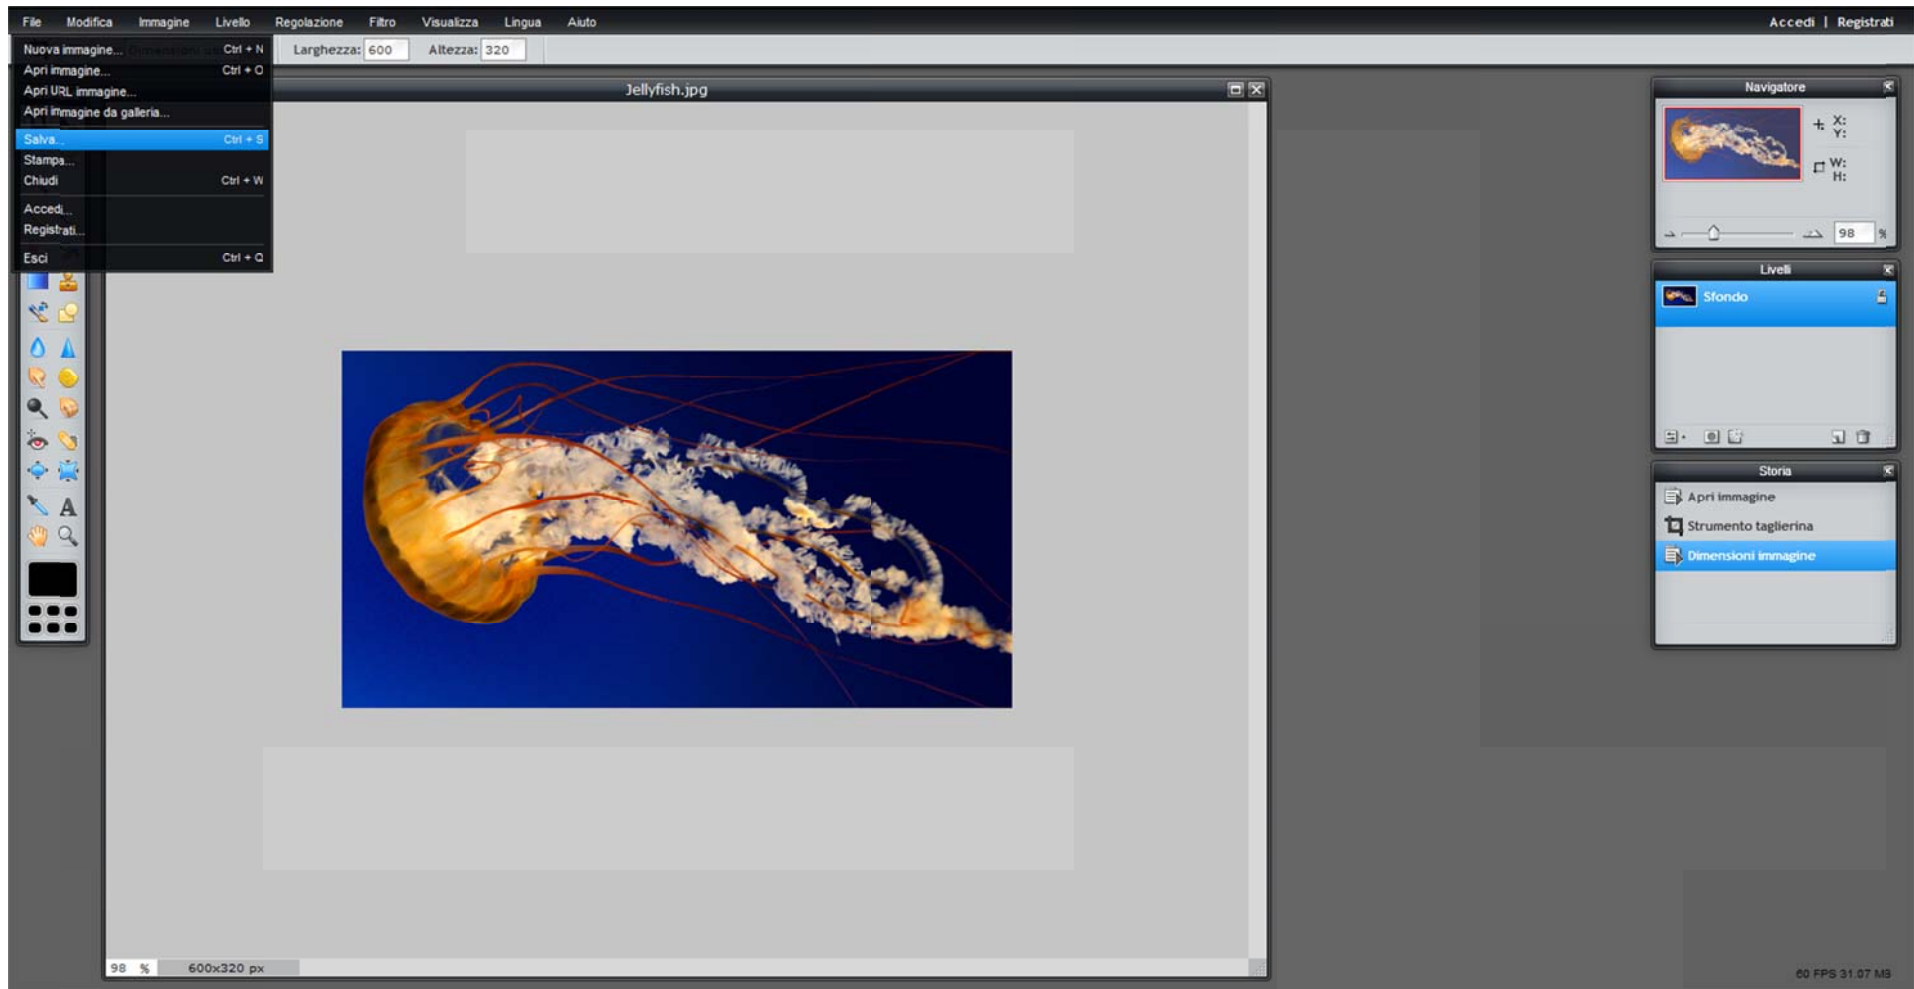 File Modifica Immagine Livello Regolazione Filtro Visualizza Lingua Aiuto Accedi | Registrati
Larghezza: 600 Altezza: 320
Nuova immagine... Ctrl + N
Apri immagine... Ctrl + O
Apri URL immagine...
Apri immagine da galleria...
Salva... Ctrl + S
Stampa...
Chiudi Ctrl + W
Accedi...
Registrati...
Esci Ctrl + Q
Jellyfish.jpg
98 % 600x320 px
Navigatore
X:
Y:
W:
H:
98 %
Livelli
Sfondo
Storia
Apri immagine
Strumento taglierina
Dimensioni immagine
60 FPS 31.07 MB